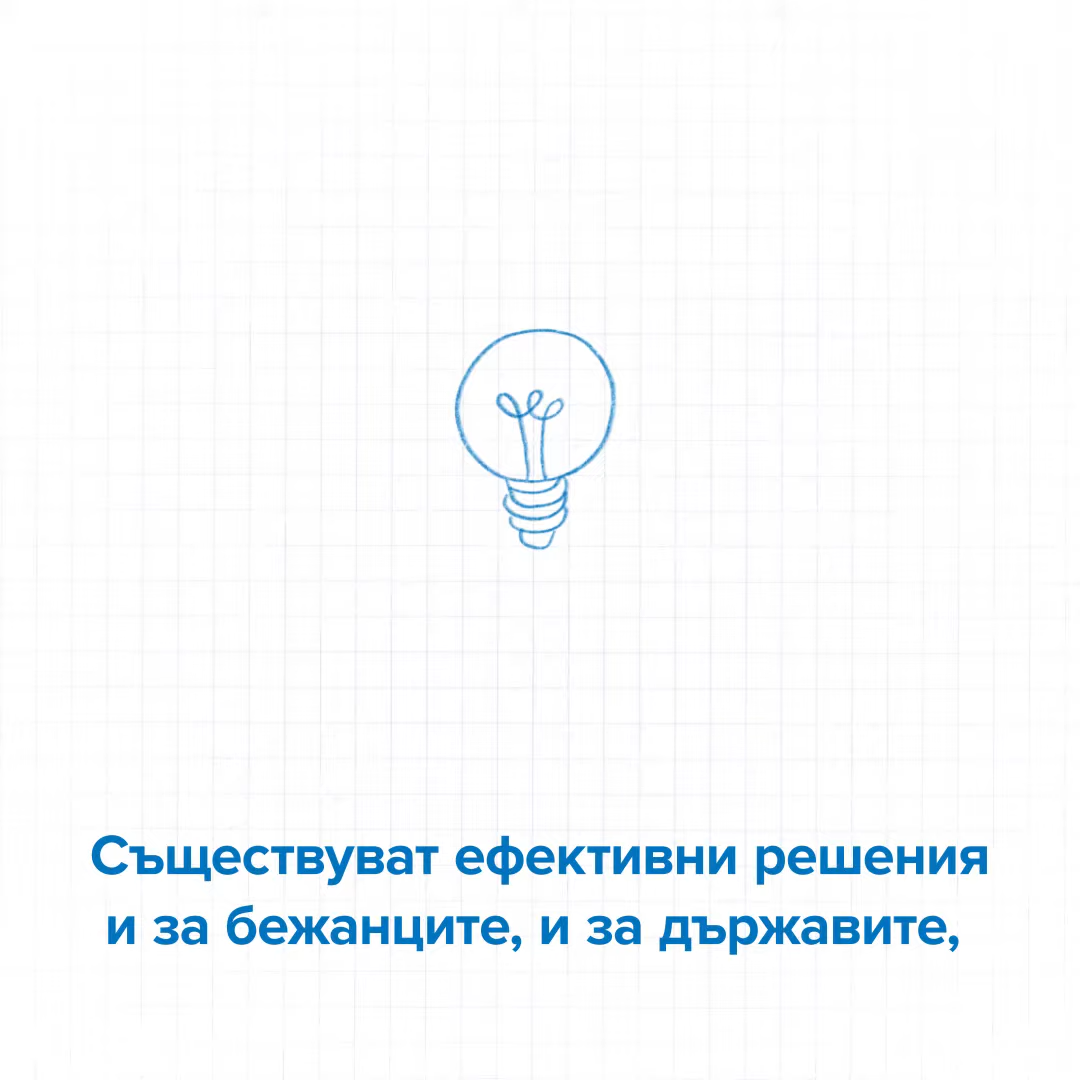 Съществуват ефективни решения
и за бежанците, и за държавите,